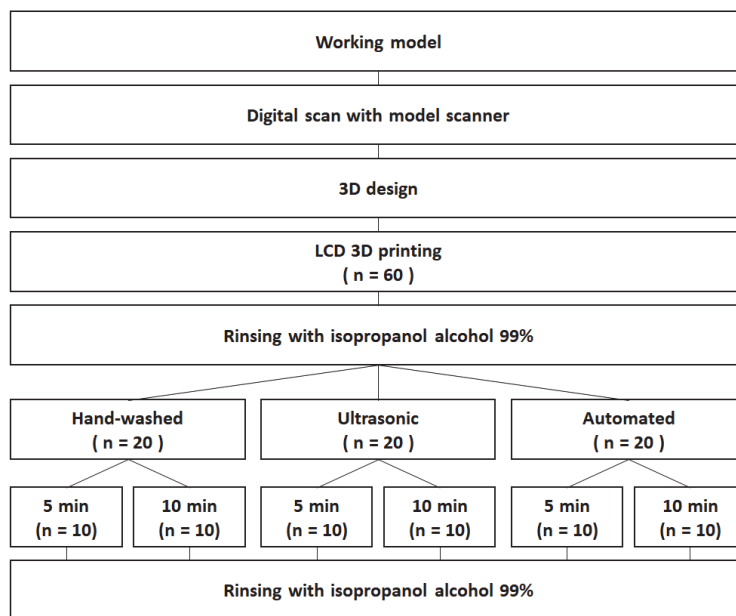 Working model
Digital scan with model scanner
3D design
LCD 3D printing
( n = 60 )
Rinsing with isopropanol alcohol 99%
Hand-washed
( n = 20 )
Ultrasonic
( n = 20 )
Automated
( n = 20 )
5 min
(n = 10)
10 min
(n = 10)
5 min
(n = 10)
10 min
(n = 10)
5 min
(n = 10)
10 min
(n = 10)
Rinsing with isopropanol alcohol 99%